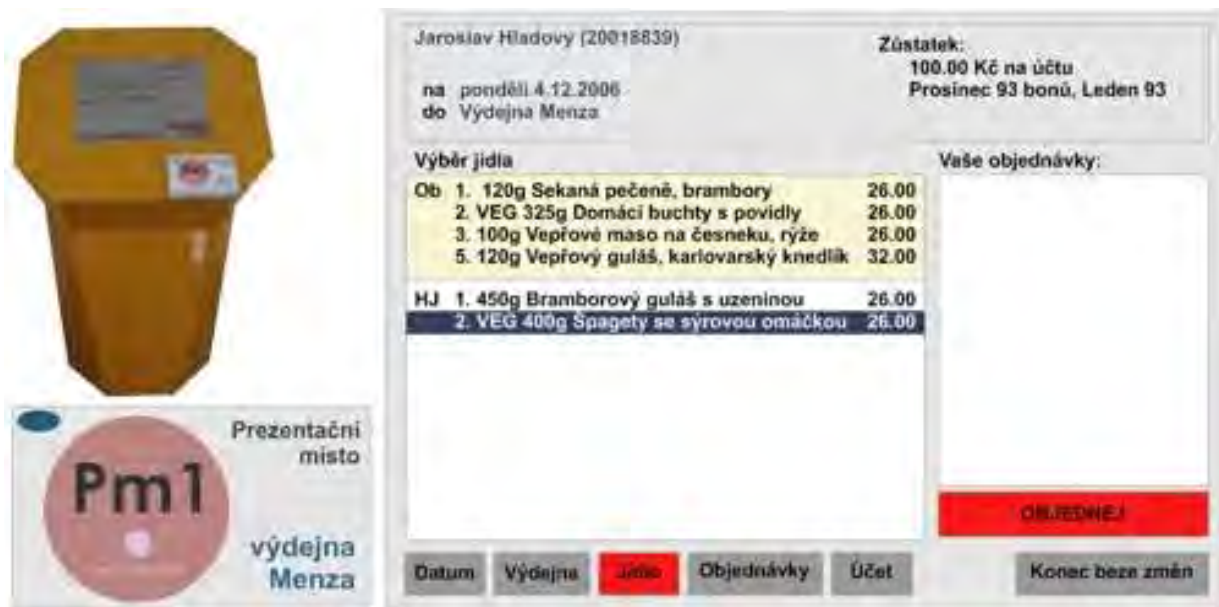 Jaroslav Hladovy (20018839)
na pondělí 4.12.2006
do Výdejna Menza
Zůstatek:
100.00 Kč na účtu
Prosinec 93 bonů, Leden 93
Výběr jídla
Ob 1. 120g Sekaná pečeně, brambory 26.00
2. VEG 325g Domácí buchty s povidly 26.00
3. 100g Vepřové maso na česneku, rýže 26.00
5. 120g Vepřový guláš, karlovarský knedlík 32.00
HJ 1. 450g Bramborový guláš s uzeninou 26.00
2. VEG 400g Špagety se sýrovou omáčkou 26.00
Vaše objednávky:
OBJEDNEJ
Datum Výdejna Jídlo Objednávky Účet Konec beze změn
Pm1
Prezentační
místo
výdejna
Menza